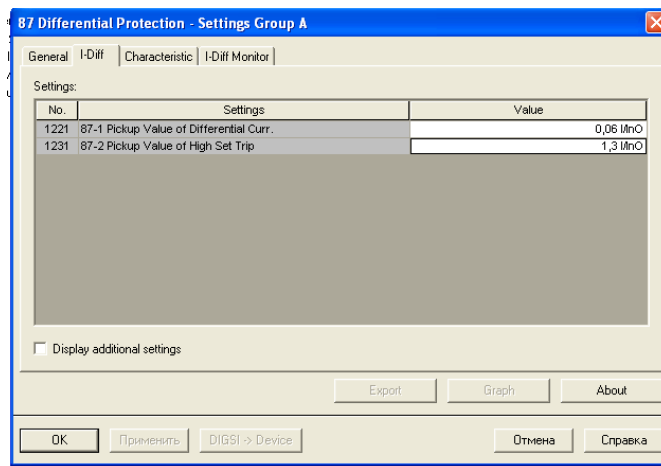 87 Differential Protection - Settings Group A
General I-Diff Characteristic I-Diff Monitor
Settings:
No. Settings Value
1221 87-1 Pickup Value of Differential Curr. 0,06 I/InO
1231 87-2 Pickup Value of High Set Trip 1,3 I/InO
Display additional settings
Export Graph About
OK Применить DIGSI -> Device Отмена Справка